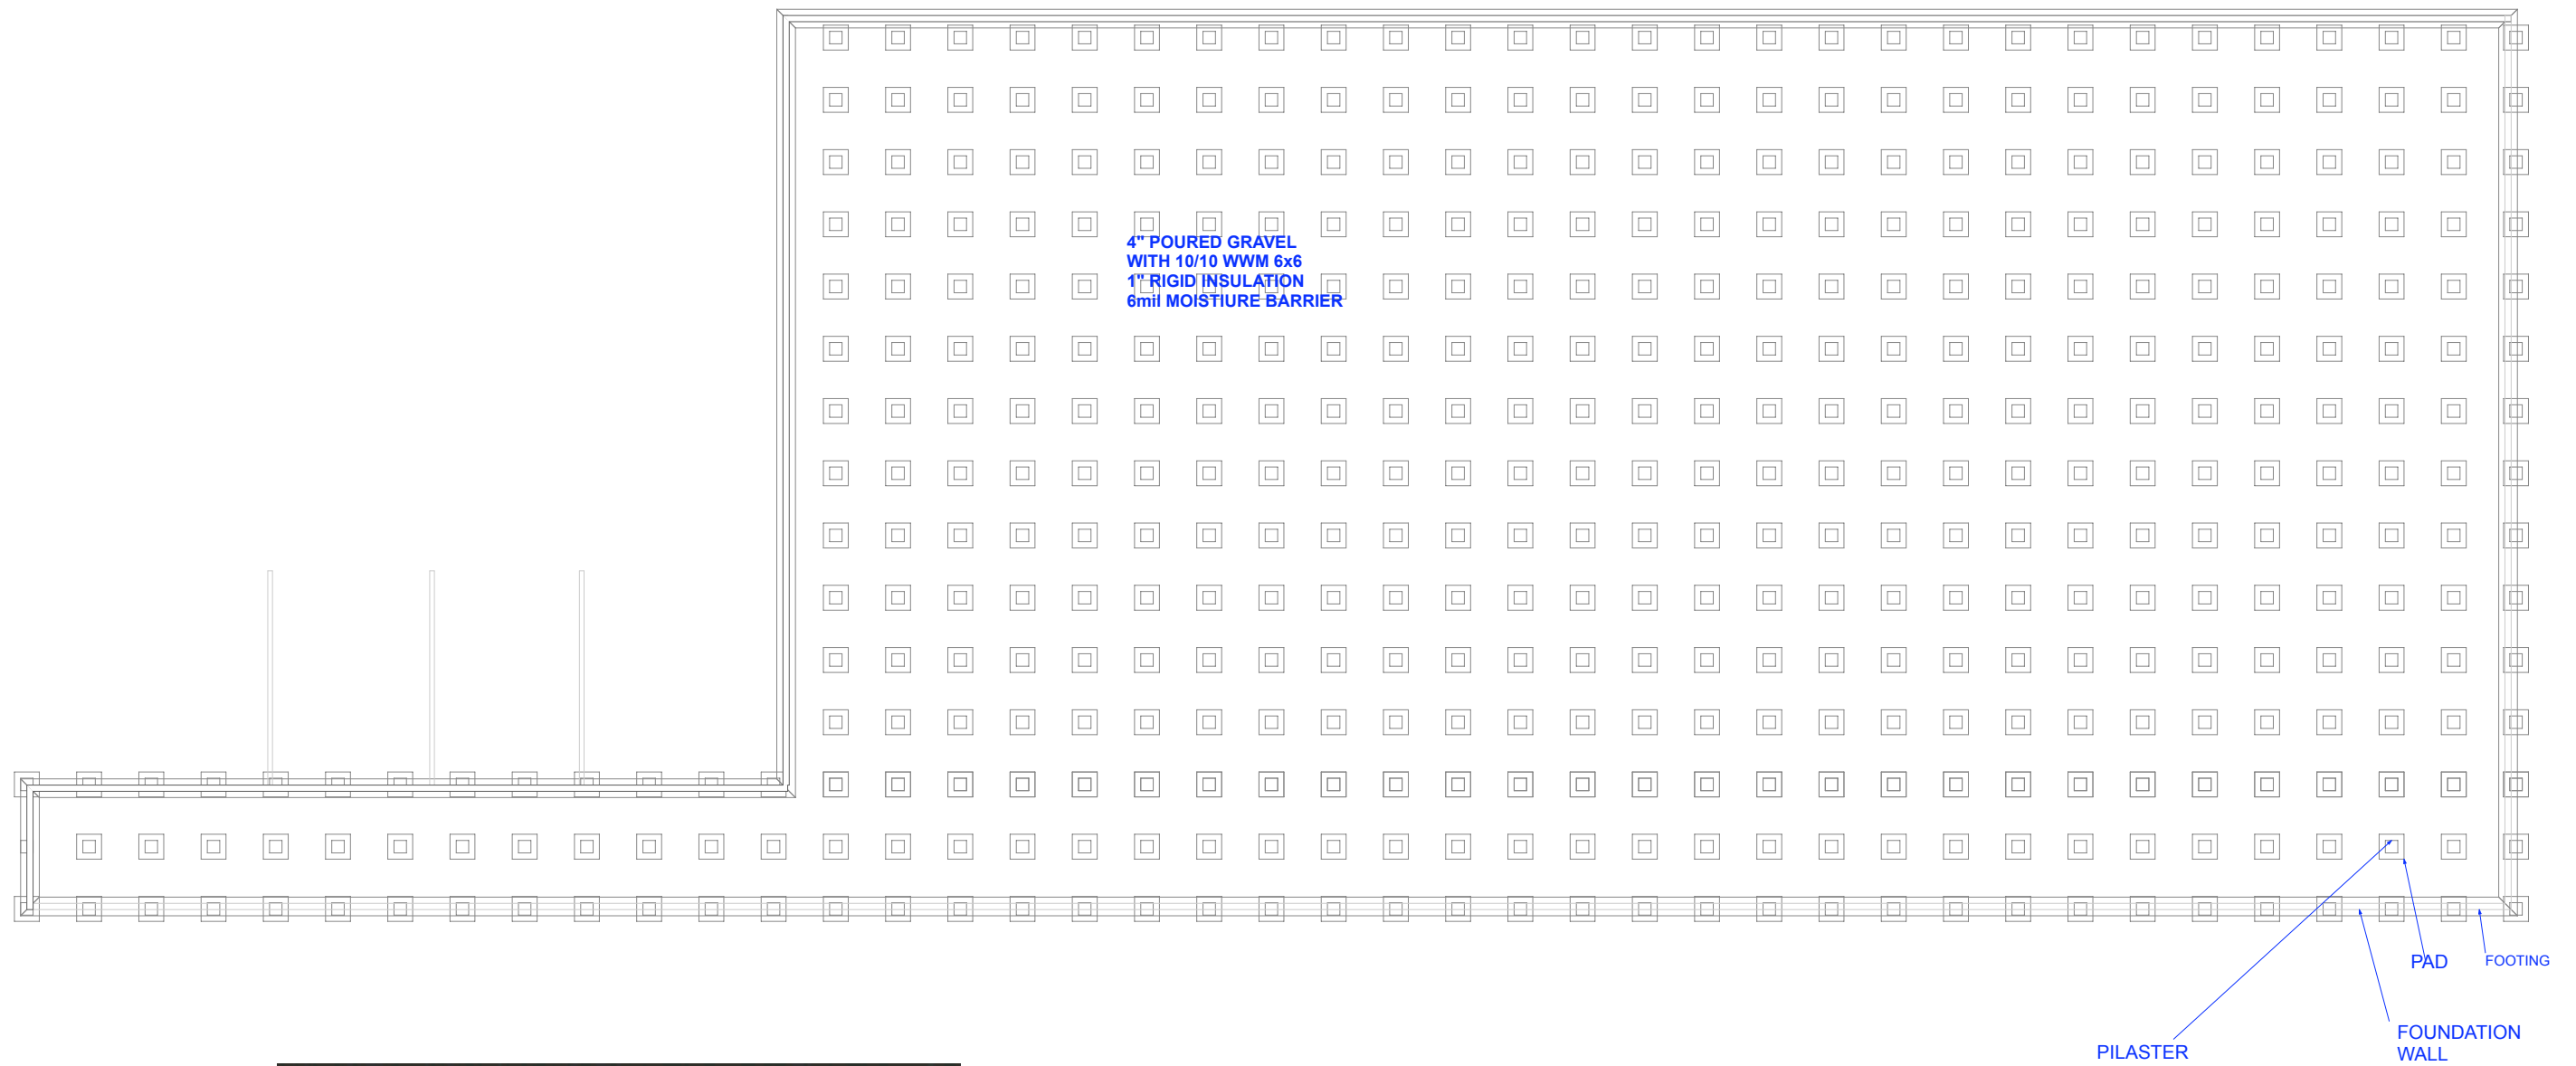 4" POURED GRAVEL
WITH 10/10 WWM 6x6
1" RIGID INSULATION
6mil MOISTIURE BARRIER
PAD
FOOTING
FOUNDATION
WALL
PILASTER